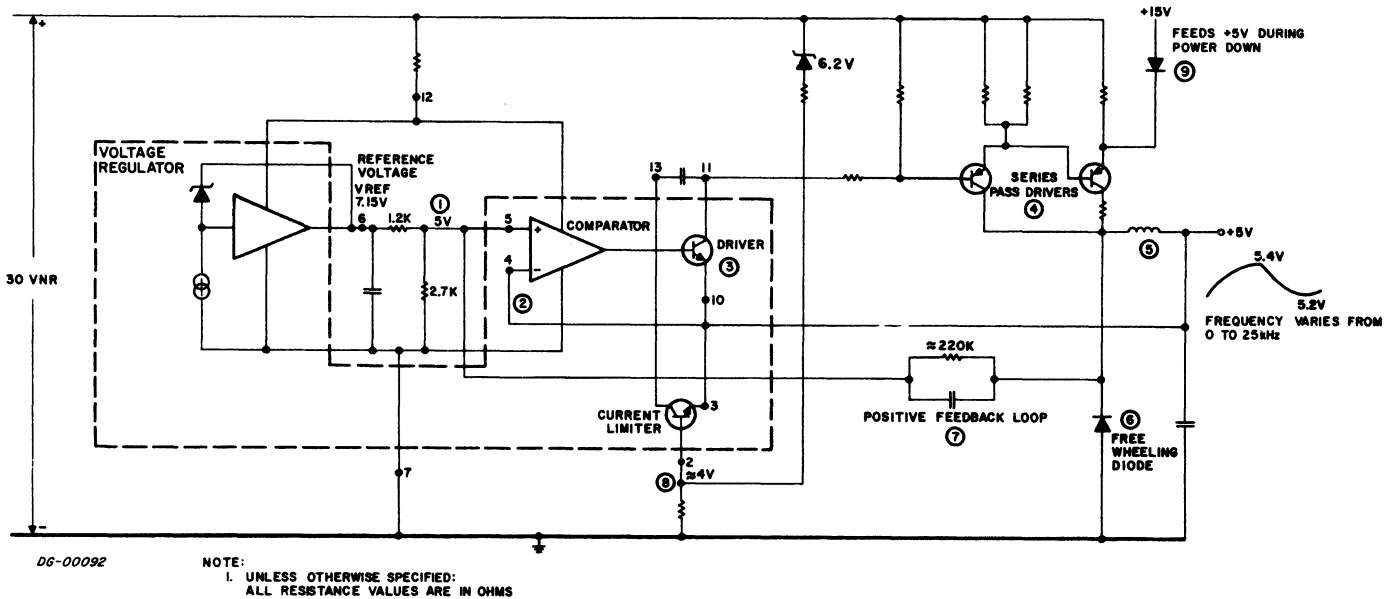 +
+15V
FEEDS +5V DURING
POWER DOWN
9
6.2V
12
VOLTAGE
REGULATOR
REFERENCE
VOLTAGE
VREF
7.15V
6
1.2K
1
5V
5
+
COMPARATOR
4
-
2
13
11
DRIVER
3
10
SERIES
PASS DRIVERS
4
+5V
5
5.4V
5.2V
FREQUENCY VARIES FROM
0 TO 25kHz
30 VNR
2.7K
≈220K
POSITIVE FEEDBACK LOOP
7
CURRENT
LIMITER
3
6
FREE
WHEELING
DIODE
2
≈4V
8
7
-
DG-00092
NOTE:
1. UNLESS OTHERWISE SPECIFIED:
ALL RESISTANCE VALUES ARE IN OHMS